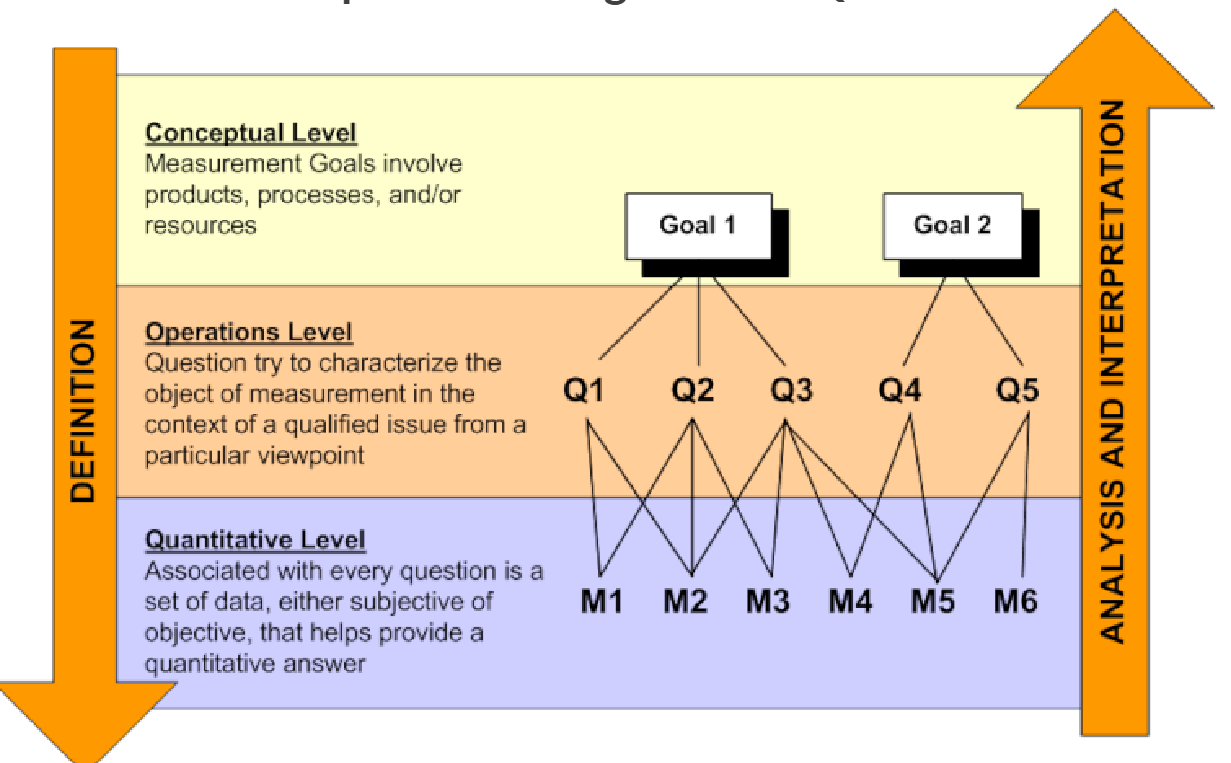 Conceptual Level
Measurement Goals involve
products, processes, and/or
resources
Goal 1
Goal 2
Operations Level
Question try to characterize the
object of measurement in the
context of a qualified issue from a
particular viewpoint
Q1
Q2
Q3
Q4
Q5
Quantitative Level
Associated with every question is a
set of data, either subjective of
objective, that helps provide a
quantitative answer
M1
M2
M3
M4
M5
M6
DEFINITION
ANALYSIS AND INTERPRETATION